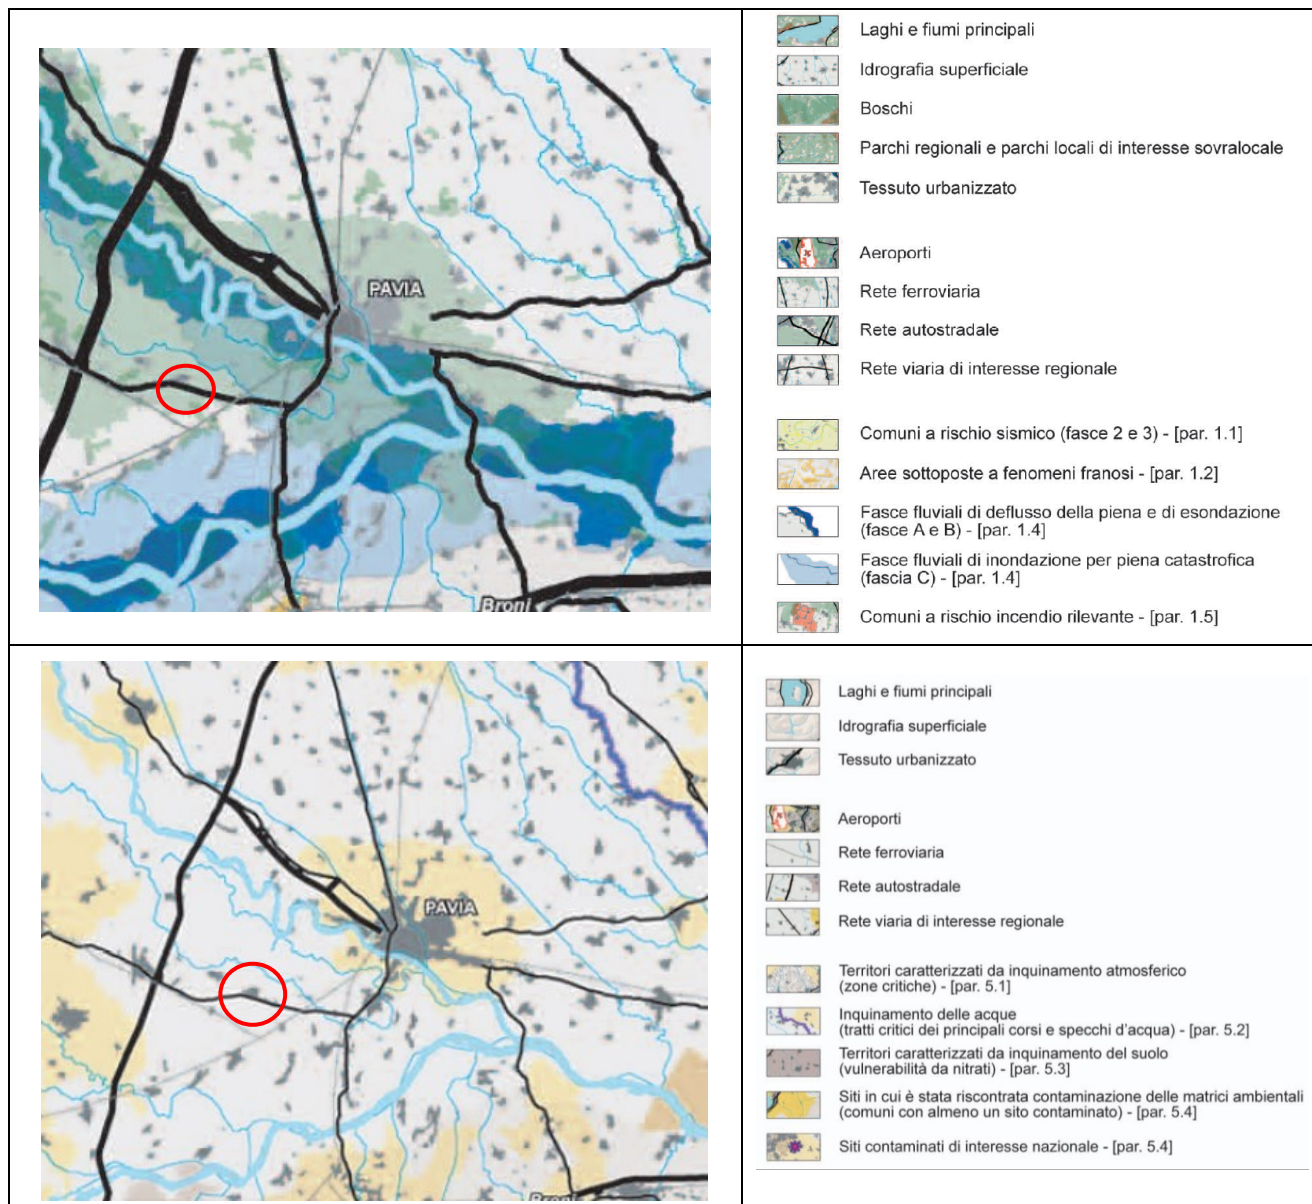 PAVIA
Broni
Laghi e fiumi principali
Idrografia superficiale
Boschi
Parchi regionali e parchi locali di interesse sovralocale
Tessuto urbanizzato
Aeroporti
Rete ferroviaria
Rete autostradale
Rete viaria di interesse regionale
Comuni a rischio sismico (fasce 2 e 3) - [par. 1.1]
Aree sottoposte a fenomeni franosi - [par. 1.2]
Fasce fluviali di deflusso della piena e di esondazione
(fasce A e B) - [par. 1.4]
Fasce fluviali di inondazione per piena catastrofica
(fascia C) - [par. 1.4]
Comuni a rischio incendio rilevante - [par. 1.5]
PAVIA
Broni
Laghi e fiumi principali
Idrografia superficiale
Tessuto urbanizzato
Aeroporti
Rete ferroviaria
Rete autostradale
Rete viaria di interesse regionale
Territori caratterizzati da inquinamento atmosferico
(zone critiche) - [par. 5.1]
Inquinamento delle acque
(tratti critici dei principali corsi e specchi d'acqua) - [par. 5.2]
Territori caratterizzati da inquinamento del suolo
(vulnerabilità da nitrati) - [par. 5.3]
Siti in cui è stata riscontrata contaminazione delle matrici ambientali
(comuni con almeno un sito contaminato) - [par. 5.4]
Siti contaminati di interesse nazionale - [par. 5.4]